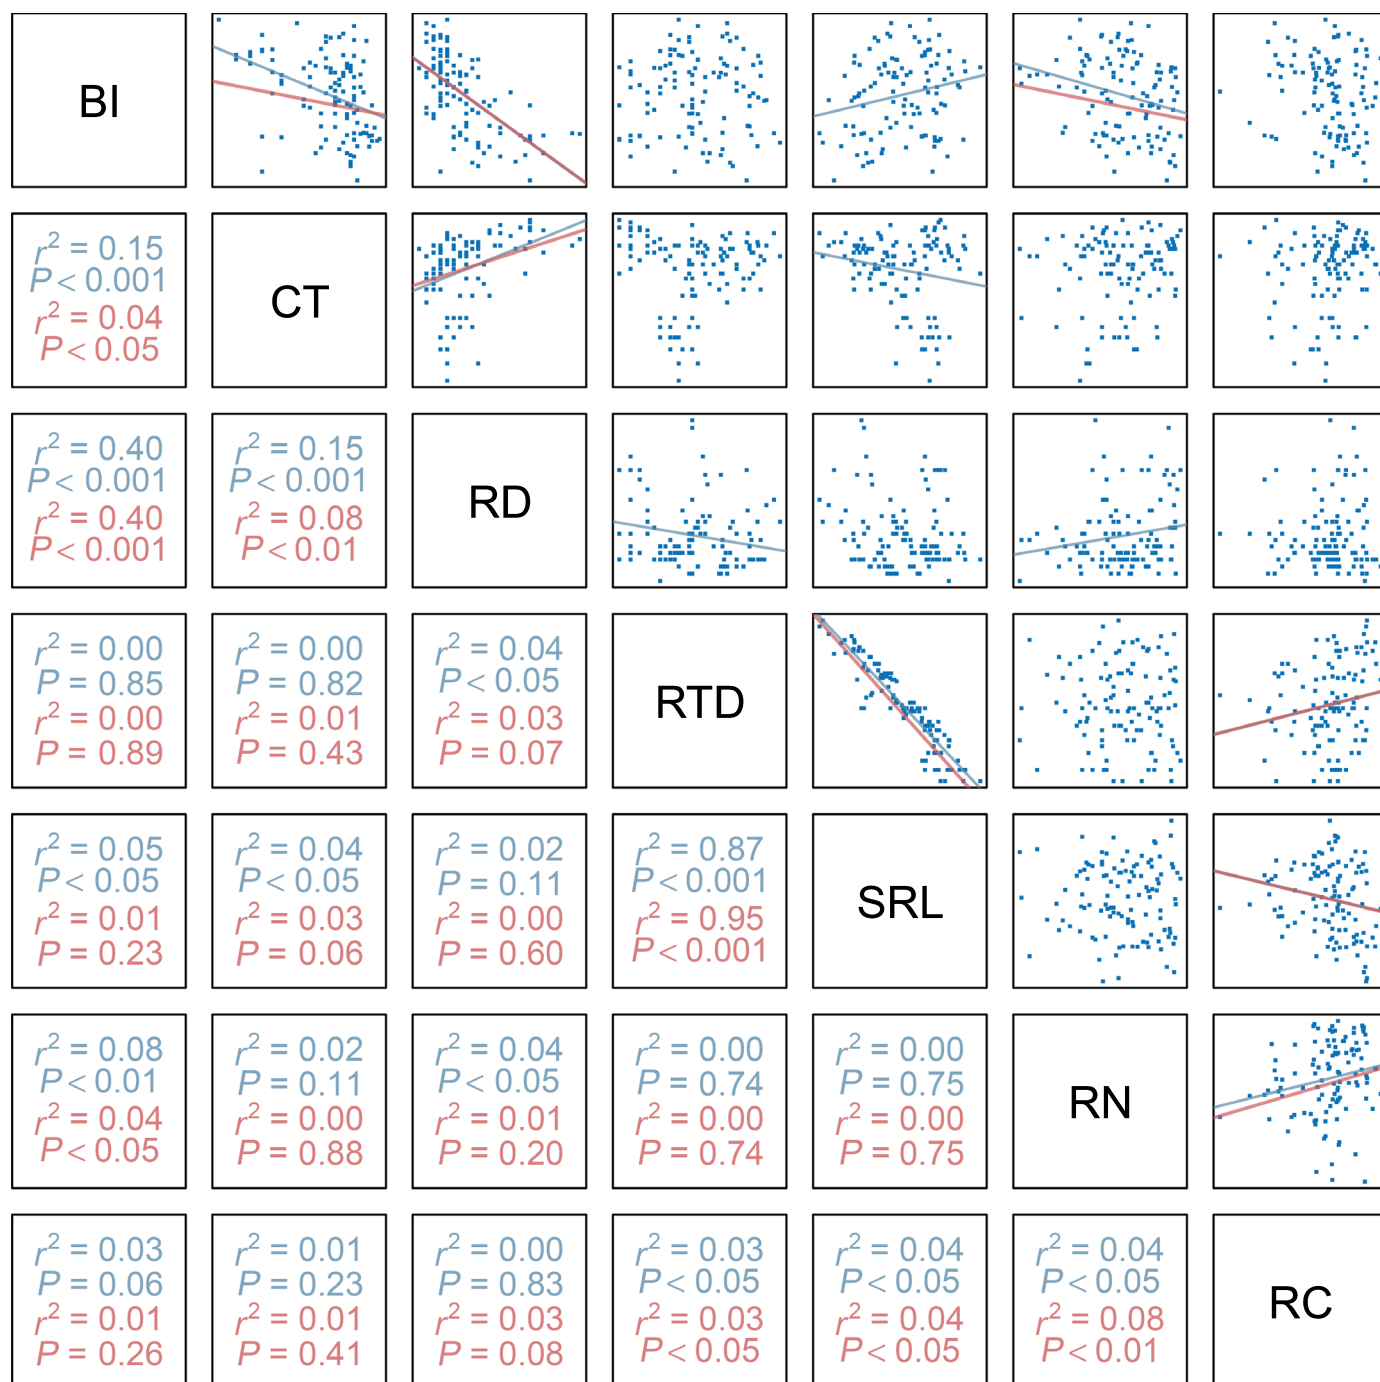 BI
r² = 0.15
P < 0.001
r² = 0.04
P < 0.05
CT
r² = 0.40
P < 0.001
r² = 0.40
P < 0.001
r² = 0.15
P < 0.001
r² = 0.08
P < 0.01
RD
r² = 0.00
P = 0.85
r² = 0.00
P = 0.89
r² = 0.00
P = 0.82
r² = 0.01
P = 0.43
r² = 0.04
P < 0.05
r² = 0.03
P = 0.07
RTD
r² = 0.05
P < 0.05
r² = 0.01
P = 0.23
r² = 0.04
P < 0.05
r² = 0.03
P = 0.06
r² = 0.02
P = 0.11
r² = 0.00
P = 0.60
r² = 0.87
P < 0.001
r² = 0.95
P < 0.001
SRL
r² = 0.08
P < 0.01
r² = 0.04
P < 0.05
r² = 0.02
P = 0.11
r² = 0.00
P = 0.88
r² = 0.04
P < 0.05
r² = 0.01
P = 0.20
r² = 0.00
P = 0.74
r² = 0.00
P = 0.74
r² = 0.00
P = 0.75
r² = 0.00
P = 0.75
RN
r² = 0.03
P = 0.06
r² = 0.01
P = 0.26
r² = 0.01
P = 0.23
r² = 0.01
P = 0.41
r² = 0.00
P = 0.83
r² = 0.03
P = 0.08
r² = 0.03
P < 0.05
r² = 0.03
P < 0.05
r² = 0.04
P < 0.05
r² = 0.04
P < 0.05
r² = 0.04
P < 0.05
r² = 0.08
P < 0.01
RC